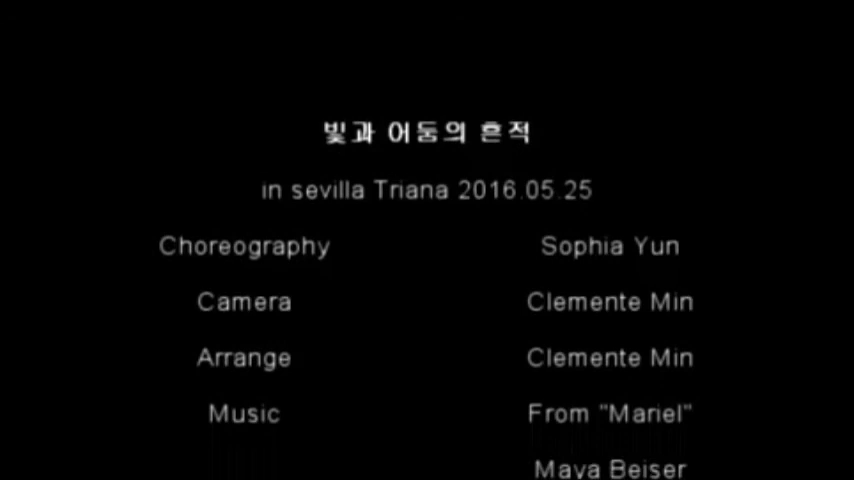 빛과 어둠의 흔적
in sevilla Triana 2016.05.25
Choreography Sophia Yun
Camera Clemente Min
Arrange Clemente Min
Music From "Mariel"
Maya Beiser